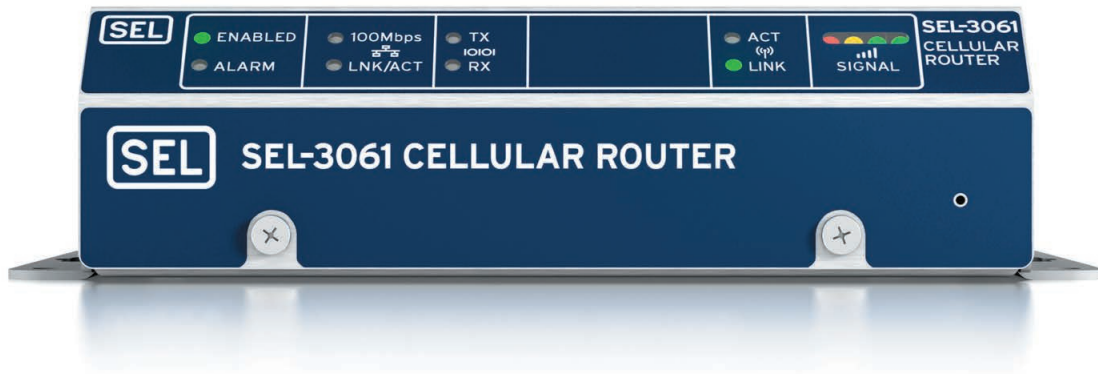 SEL
ENABLED
ALARM
100Mbps
LNK/ACT
TX
IOIOI
RX
ACT
LINK
SIGNAL
SEL-3061
CELLULAR
ROUTER
SEL
SEL-3061 CELLULAR ROUTER